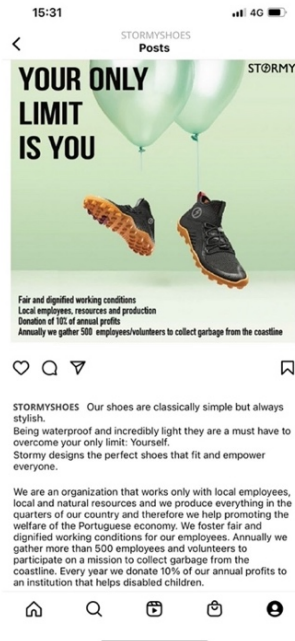 15:31
4G
STORMYSHOES
Posts
YOUR ONLY
LIMIT
IS YOU
STØRMY
Fair and dignified working conditions
Local employees, resources and production
Donation of 10% of annual profits
Annually we gather 500 employees/volunteers to collect garbage from the coastline
STORMYSHOES Our shoes are classically simple but always
stylish.
Being waterproof and incredibly light they are a must have to
overcome your only limit: Yourself.
Stormy designs the perfect shoes that fit and empower
everyone.
We are an organization that works only with local employees,
local and natural resources and we produce everything in the
quarters of our country and therefore we help promoting the
welfare of the Portuguese economy. We foster fair and
dignified working conditions for our employees. Annually we
gather more than 500 employees and volunteers to
participate on a mission to collect garbage from the
coastline. Every year we donate 10% of our annual profits to
an institution that helps disabled children.